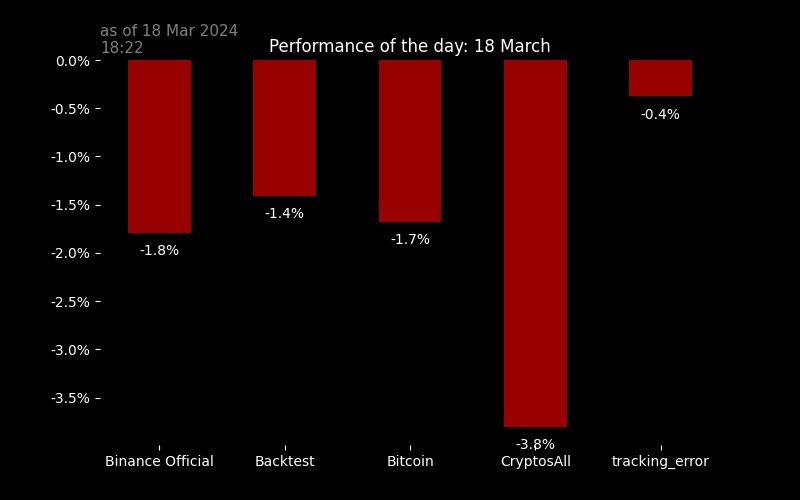 as of 18 Mar 2024
18:22
Performance of the day: 18 March
0.0%
-0.5%
-1.0%
-1.5%
-2.0%
-2.5%
-3.0%
-3.5%
-1.8%
-1.4%
-1.7%
-3.8%
-0.4%
Binance Official
Backtest
Bitcoin
CryptosAll
tracking_error